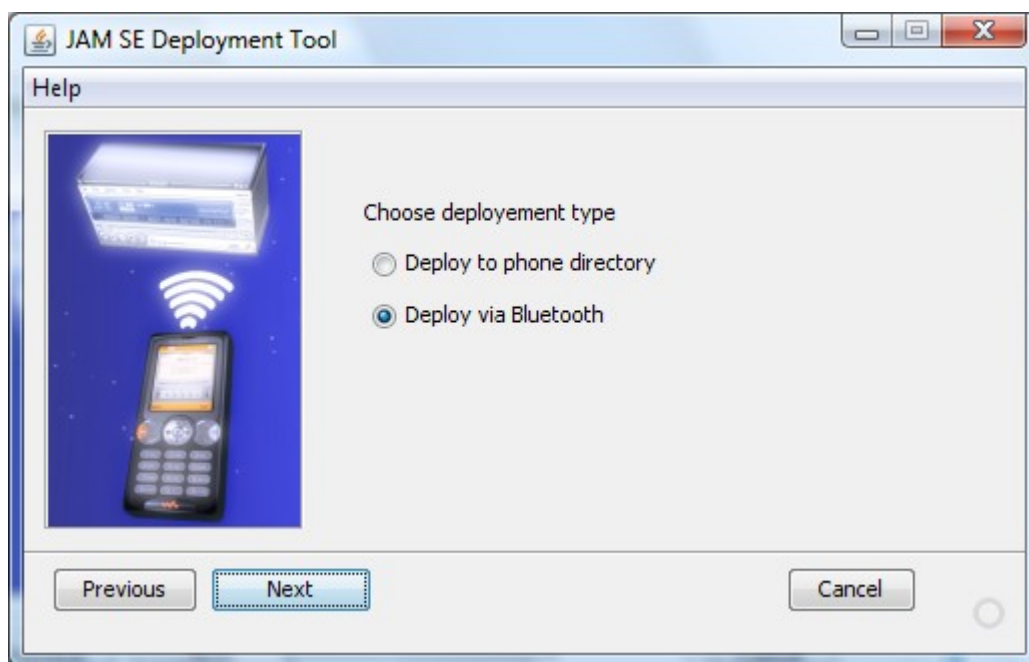 JAM SE Deployment Tool
Help
Choose deployement type
Deploy to phone directory
Deploy via Bluetooth
Previous
Next
Cancel